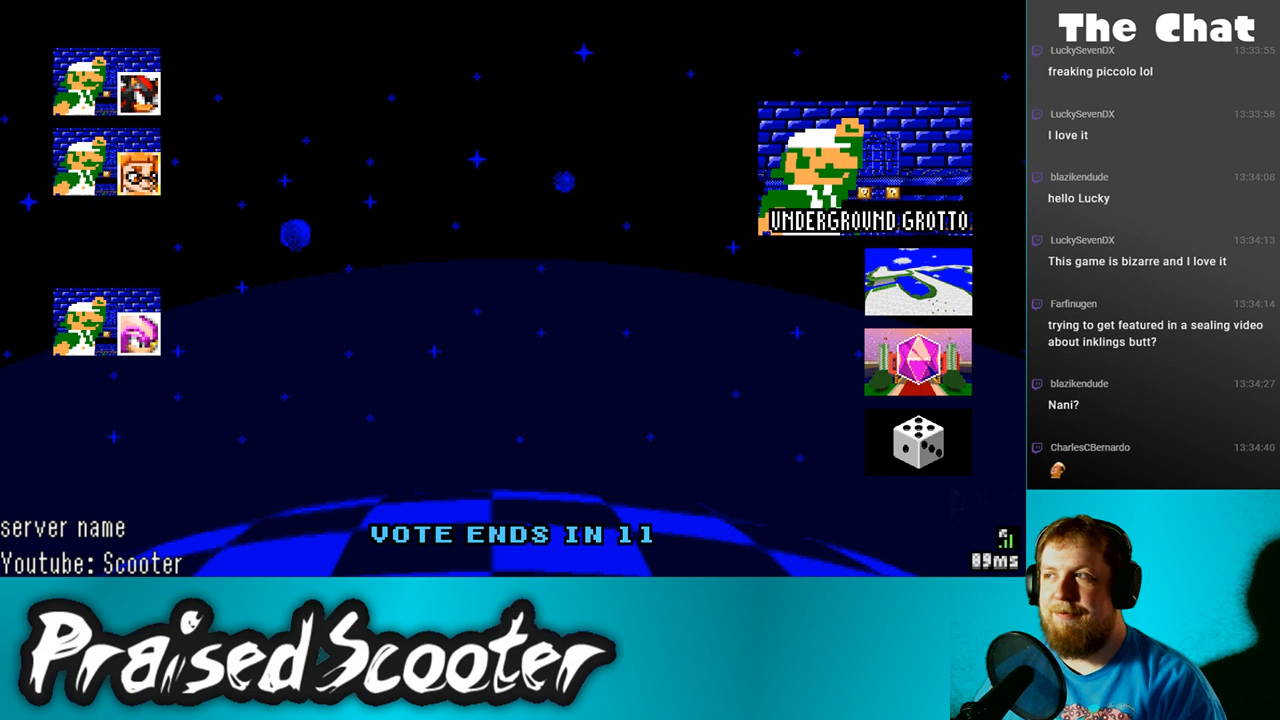 The Chat
LuckySevenDX 13:33:55
freaking piccolo lol
LuckySevenDX 13:33:58
I love it
blazikendude 13:34:08
hello Lucky
LuckySevenDX 13:34:13
This game is bizarre and I love it
Farfinugen 13:34:14
trying to get featured in a sealing video
about inklings butt?
blazikendude 13:34:27
Nani?
CharlesCBernardo 13:34:40
UNDERGROUND GROTTO
VOTE ENDS IN 11
server name
Youtube: Scooter
89ms
PraisedScooter